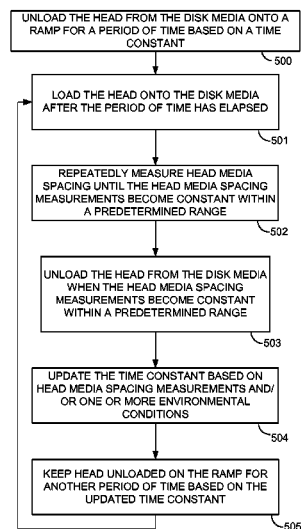 UNLOAD THE HEAD FROM THE DISK MEDIA ONTO A
RAMP FOR A PERIOD OF TIME BASED ON A TIME
CONSTANT
500
LOAD THE HEAD ONTO THE DISK MEDIA
AFTER THE PERIOD OF TIME HAS ELAPSED
501
REPEATEDLY MEASURE HEAD MEDIA
SPACING UNTIL THE HEAD MEDIA SPACING
MEASUREMENTS BECOME CONSTANT WITHIN
A PREDETERMINED RANGE
502
UNLOAD THE HEAD FROM THE DISK MEDIA
WHEN THE HEAD MEDIA SPACING
MEASUREMENTS BECOME CONSTANT
WITHIN A PREDETERMINED RANGE
503
UPDATE THE TIME CONSTANT BASED ON
HEAD MEDIA SPACING MEASUREMENTS AND/
OR ONE OR MORE ENVIRONMENTAL
CONDITIONS
504
KEEP HEAD UNLOADED ON THE RAMP FOR
ANOTHER PERIOD OF TIME BASED ON THE
UPDATED TIME CONSTANT
505